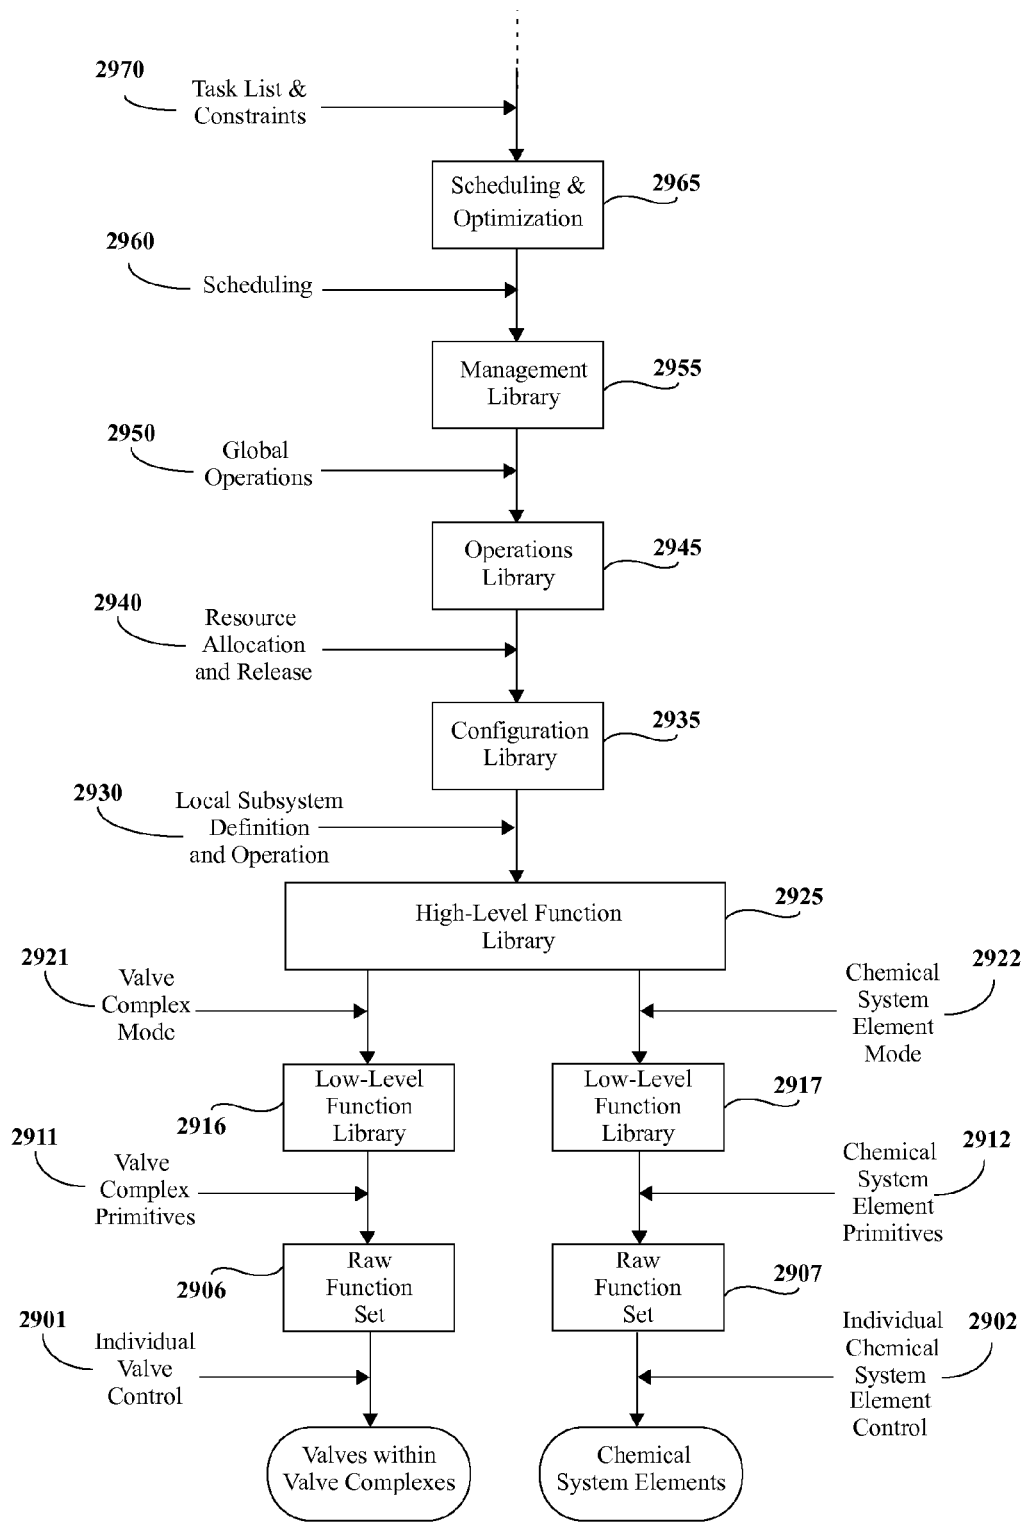 2970
Task List &
Constraints
Scheduling &
Optimization
2965
2960
Scheduling
Management
Library
2955
2950
Global
Operations
Operations
Library
2945
2940
Resource
Allocation
and Release
Configuration
Library
2935
2930
Local Subsystem
Definition
and Operation
High-Level Function
Library
2925
2921
Valve
Complex
Mode
Chemical
System
Element
Mode
2922
Low-Level
Function
Library
2916
Low-Level
Function
Library
2917
2911
Valve
Complex
Primitives
Chemical
System
Element
Primitives
2912
Raw
Function
Set
2906
Raw
Function
Set
2907
2901
Individual
Valve
Control
Individual
Chemical
System
Element
Control
2902
Valves within
Valve Complexes
Chemical
System Elements